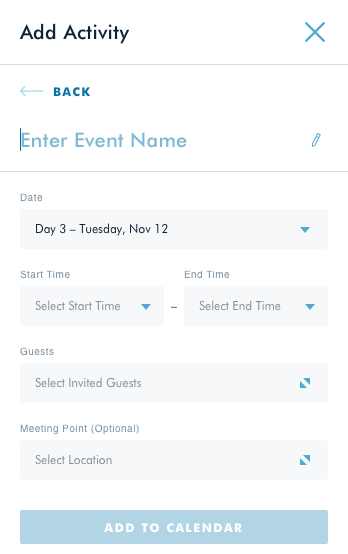 Add Activity
BACK
Enter Event Name
Date
Day 3 – Tuesday, Nov 12
Start Time End Time
Select Start Time – Select End Time
Guests
Select Invited Guests
Meeting Point (Optional)
Select Location
ADD TO CALENDAR